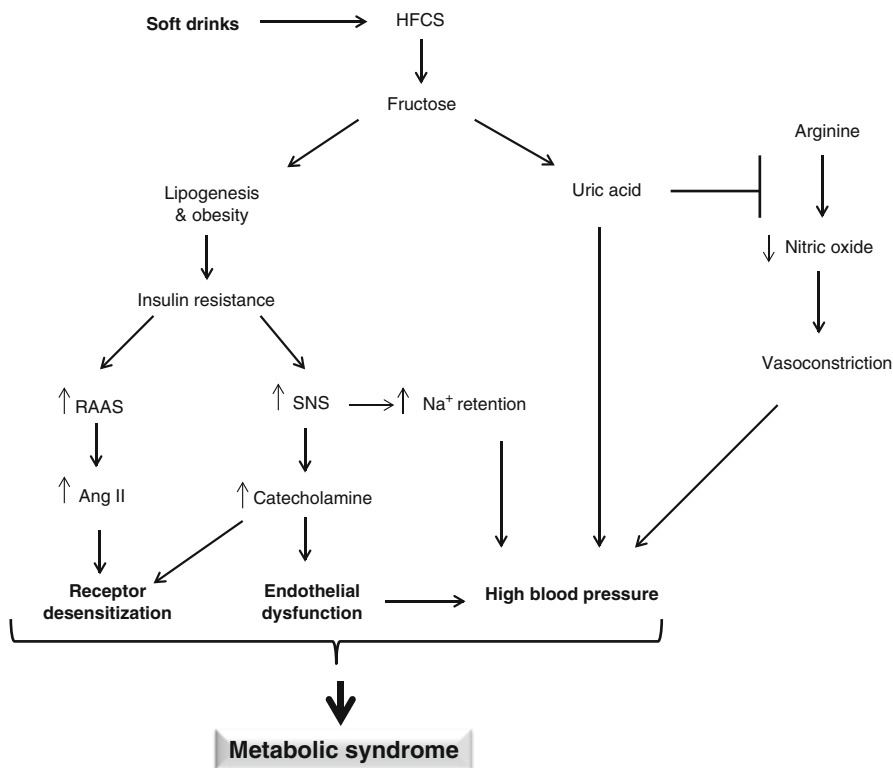 Soft drinks
HFCS
Fructose
Arginine
Lipogenesis
& obesity
Uric acid
↓ Nitric oxide
Insulin resistance
Vasoconstriction
↑ RAAS
↑ SNS
↑ Na⁺ retention
↑ Ang II
↑ Catecholamine
Receptor
desensitization
Endothelial
dysfunction
High blood pressure
Metabolic syndrome